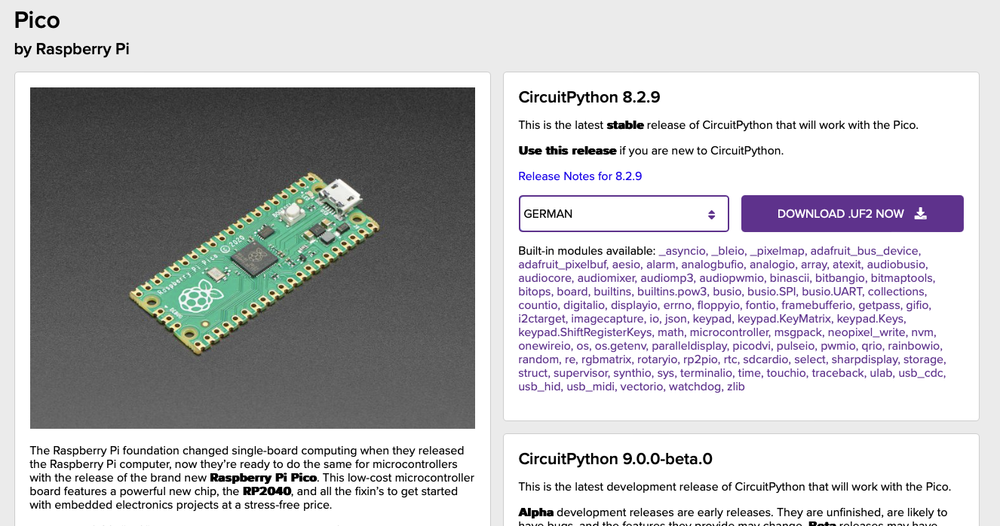 Pico
by Raspberry Pi
Raspberry Pi Pico © 2020
The Raspberry Pi foundation changed single-board computing when they released
the Raspberry Pi computer, now they're ready to do the same for microcontrollers
with the release of the brand new Raspberry Pi Pico. This low-cost microcontroller
board features a powerful new chip, the RP2040, and all the fixin's to get started
with embedded electronics projects at a stress-free price.
CircuitPython 8.2.9
This is the latest stable release of CircuitPython that will work with the Pico.
Use this release if you are new to CircuitPython.
Release Notes for 8.2.9
GERMAN
DOWNLOAD .UF2 NOW
Built-in modules available: _asyncio, _bleio, _pixelmap, adafruit_bus_device,
adafruit_pixelbuf, aesio, alarm, analogbufio, analogio, array, atexit, audiobusio,
audiocore, audiomixer, audiomp3, audiopwmio, binascii, bitbangio, bitmaptools,
bitops, board, builtins, builtins.pow3, busio, busio.SPI, busio.UART, collections,
countio, digitalio, displayio, errno, floppyio, fontio, framebufferio, getpass, gifio,
i2ctarget, imagecapture, io, json, keypad, keypad.KeyMatrix, keypad.Keys,
keypad.ShiftRegisterKeys, math, microcontroller, msgpack, neopixel_write, nvm,
onewireio, os, os.getenv, paralleldisplay, picodvi, pulseio, pwmio, qrio, rainbowio,
random, re, rgbmatrix, rotaryio, rp2pio, rtc, sdcardio, select, sharpdisplay, storage,
struct, supervisor, synthio, sys, terminalio, time, touchio, traceback, ulab, usb_cdc,
usb_hid, usb_midi, vectorio, watchdog, zlib
CircuitPython 9.0.0-beta.0
This is the latest development release of CircuitPython that will work with the Pico.
Alpha development releases are early releases. They are unfinished, are likely to
have bugs, and the features they provide may change. Beta releases may have